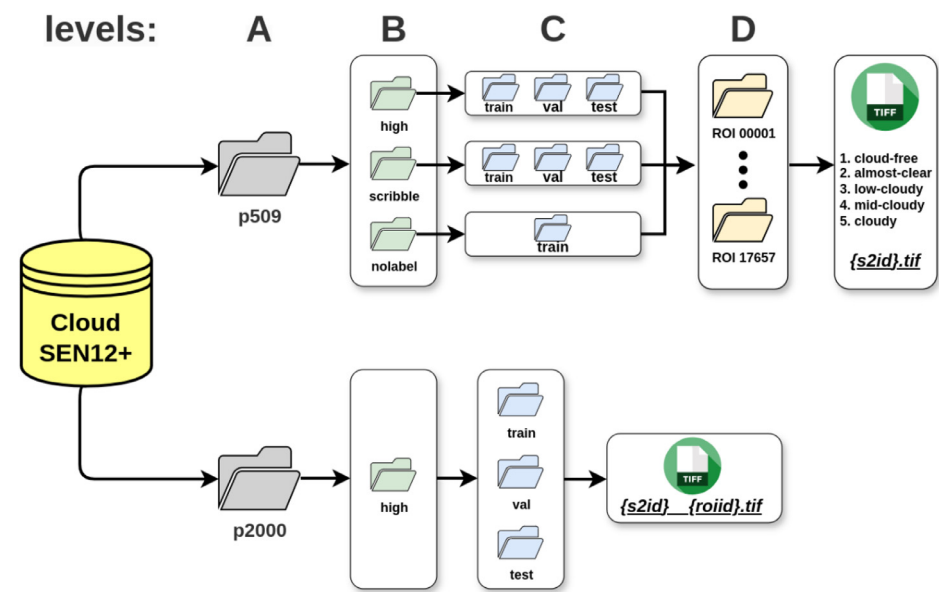 levels: A B C D
high
train val test
scribble
train val test
nolabel
train
p509
ROI 00001
ROI 17657
TIFF
1. cloud-free
2. almost-clear
3. low-cloudy
4. mid-cloudy
5. cloudy
{s2id}.tif
Cloud
SEN12+
p2000
high
train
val
test
TIFF
{s2id}__{roiid}.tif